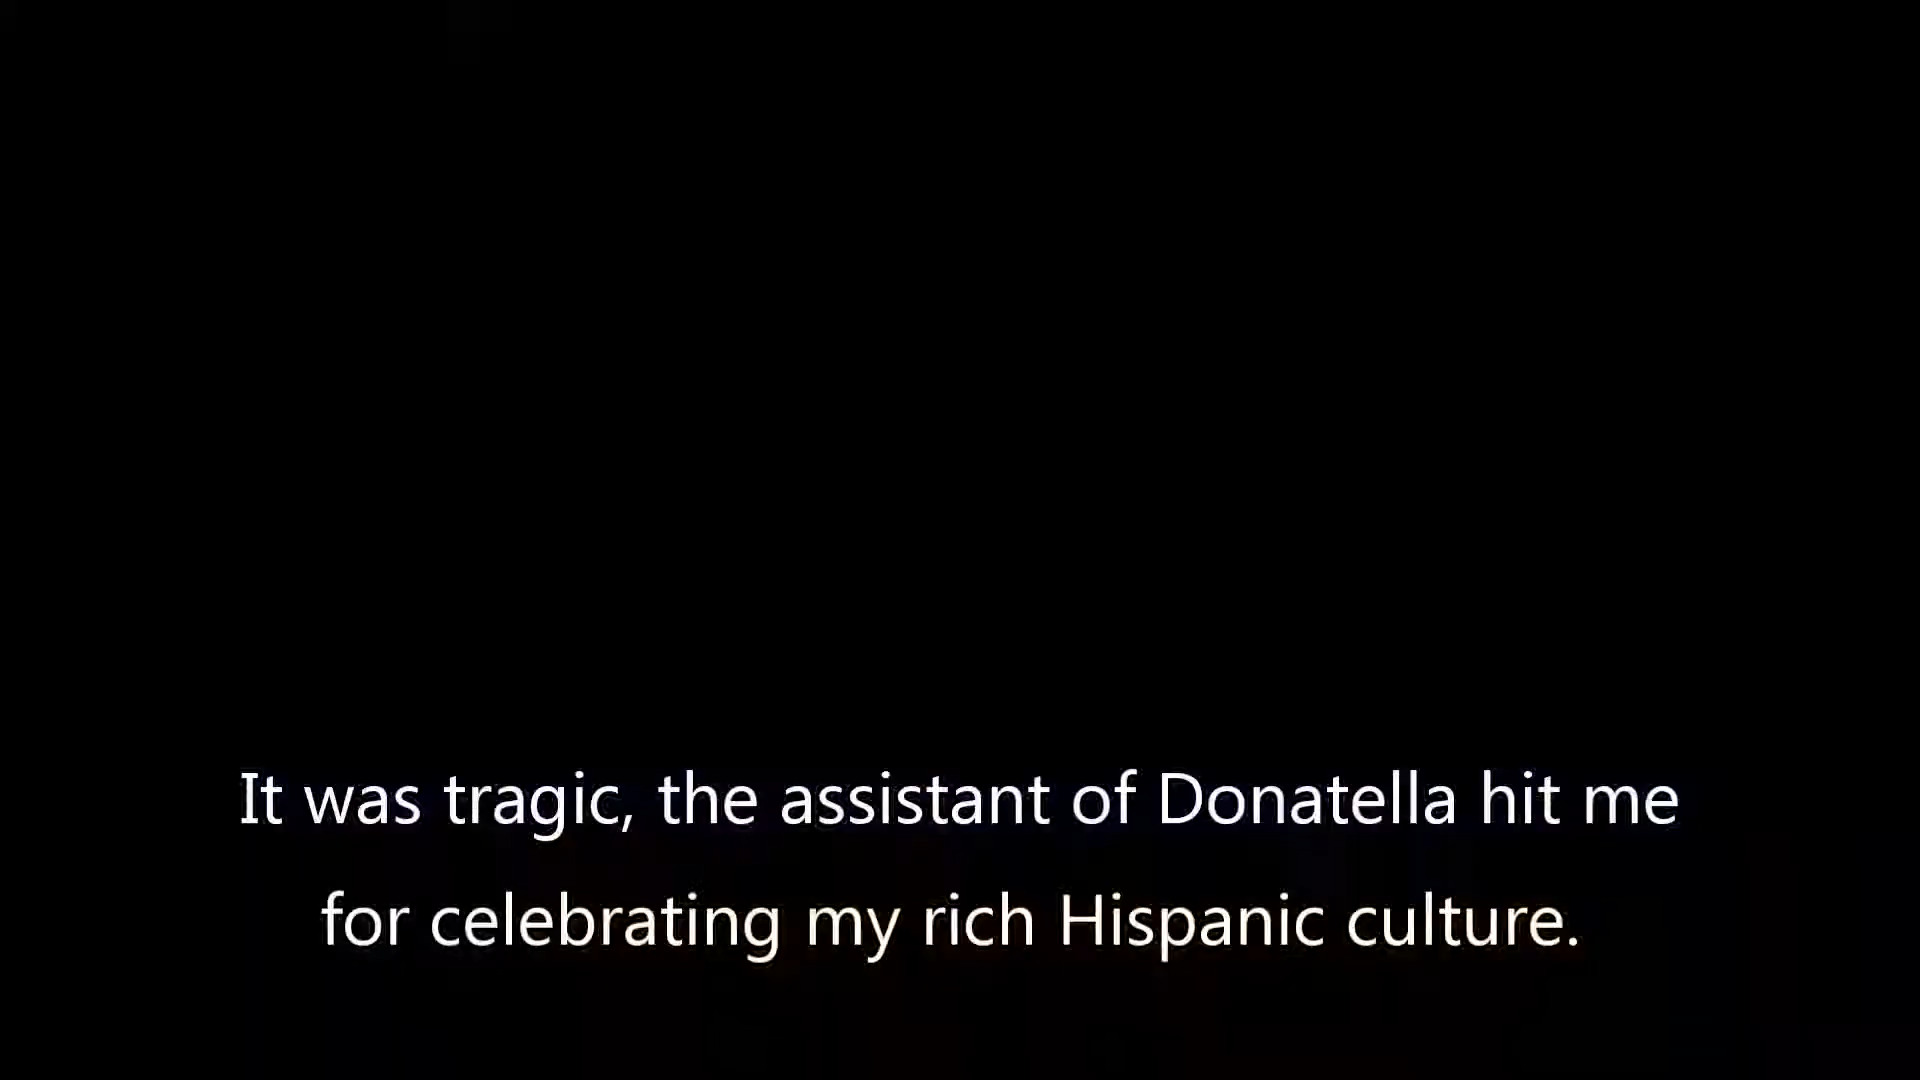 It was tragic, the assistant of Donatella hit me
for celebrating my rich Hispanic culture.